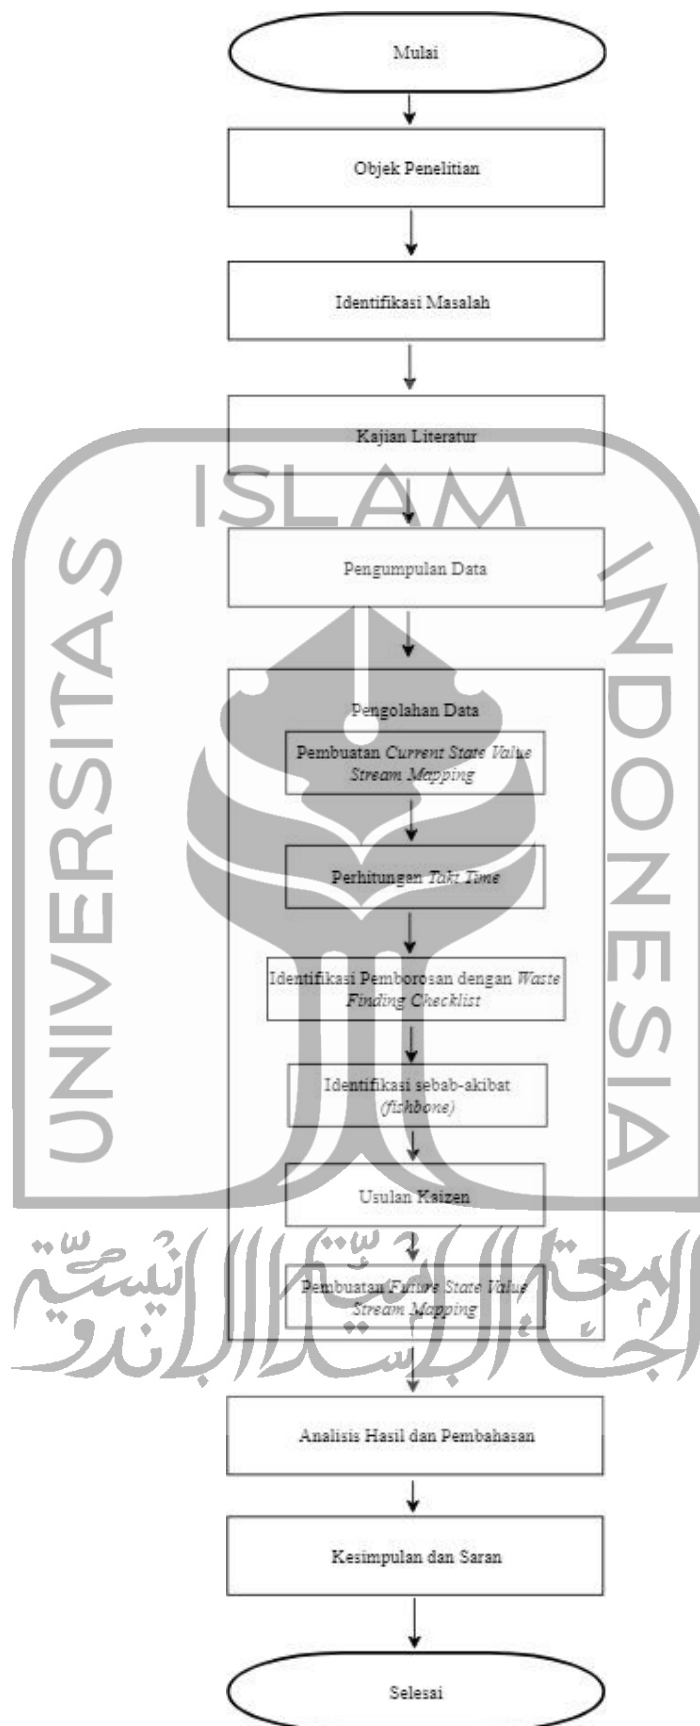 Mulai
Objek Penelitian
Identifikasi Masalah
Kajian Literatur
ISLAM
UNIVERSITAS
INDONESIA
Pengumpulan Data
Pengolahan Data
Pembuatan Current State Value
Stream Mapping
Perhitungan Takt Time
Identifikasi Pemborosan dengan Waste
Finding Checklist
Identifikasi sebab-akibat
(fishbone)
Usulan Kaizen
Pembuatan Future State Value
Stream Mapping
Analisis Hasil dan Pembahasan
Kesimpulan dan Saran
Selesai